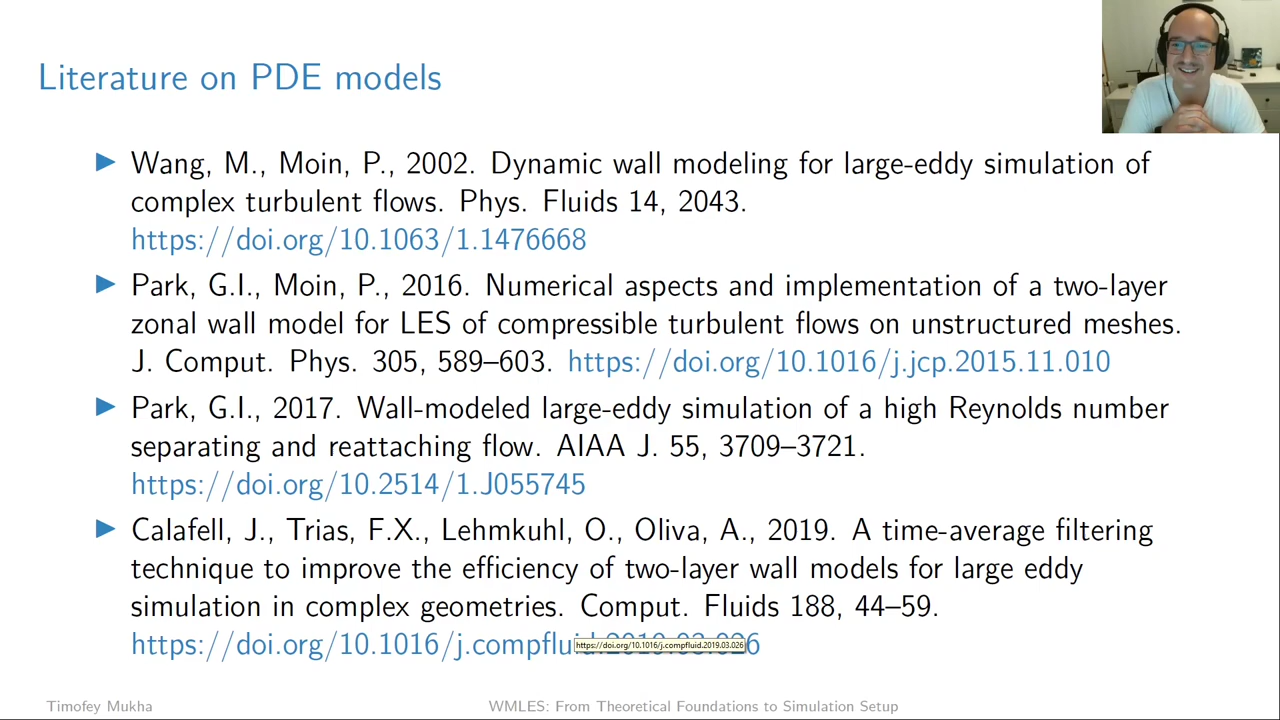 Literature on PDE models
Wang, M., Moin, P., 2002. Dynamic wall modeling for large-eddy simulation of
complex turbulent flows. Phys. Fluids 14, 2043.
https://doi.org/10.1063/1.1476668
Park, G.I., Moin, P., 2016. Numerical aspects and implementation of a two-layer
zonal wall model for LES of compressible turbulent flows on unstructured meshes.
J. Comput. Phys. 305, 589–603. https://doi.org/10.1016/j.jcp.2015.11.010
Park, G.I., 2017. Wall-modeled large-eddy simulation of a high Reynolds number
separating and reattaching flow. AIAA J. 55, 3709–3721.
https://doi.org/10.2514/1.J055745
Calafell, J., Trias, F.X., Lehmkuhl, O., Oliva, A., 2019. A time-average filtering
technique to improve the efficiency of two-layer wall models for large eddy
simulation in complex geometries. Comput. Fluids 188, 44–59.
https://doi.org/10.1016/j.compfluid.2019.03.026
https://doi.org/10.1016/j.compfluid.2019.03.026
Timofey Mukha
WMLES: From Theoretical Foundations to Simulation Setup